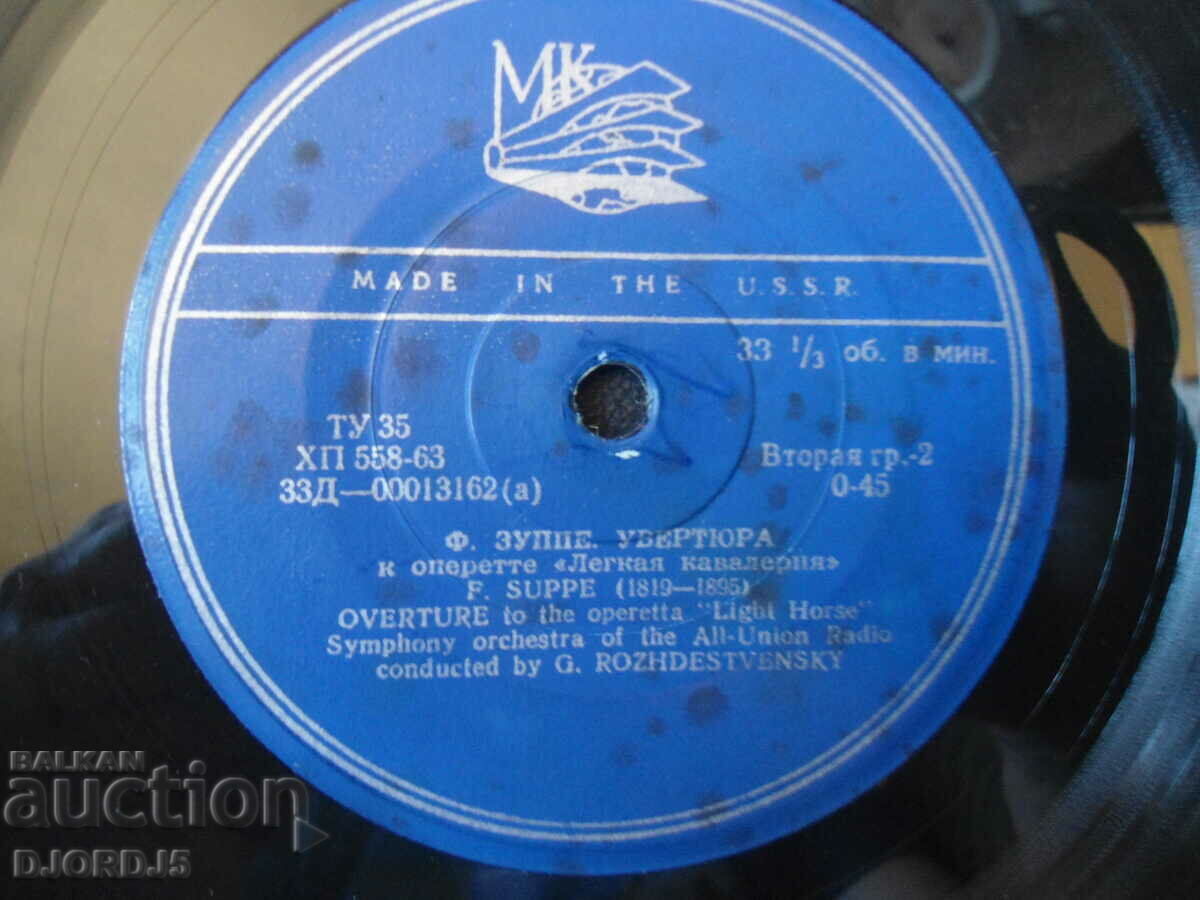 МК
MADE IN THE U.S.S.R.
33 1/3 об. в мин.
ТУ 35
ХП 558-63
33Д—00013162(а)
Вторая гр.-2
0-45
Ф. ЗУППЕ. УВЕРТЮРА
к оперетте «Легкая кавалерия»
F. SUPPE (1819—1895)
OVERTURE to the operetta "Light Horse"
Symphony orchestra of the All-Union Radio
conducted by G. ROZHDESTVENSKY
BALKAN
auction
DJORDJ5